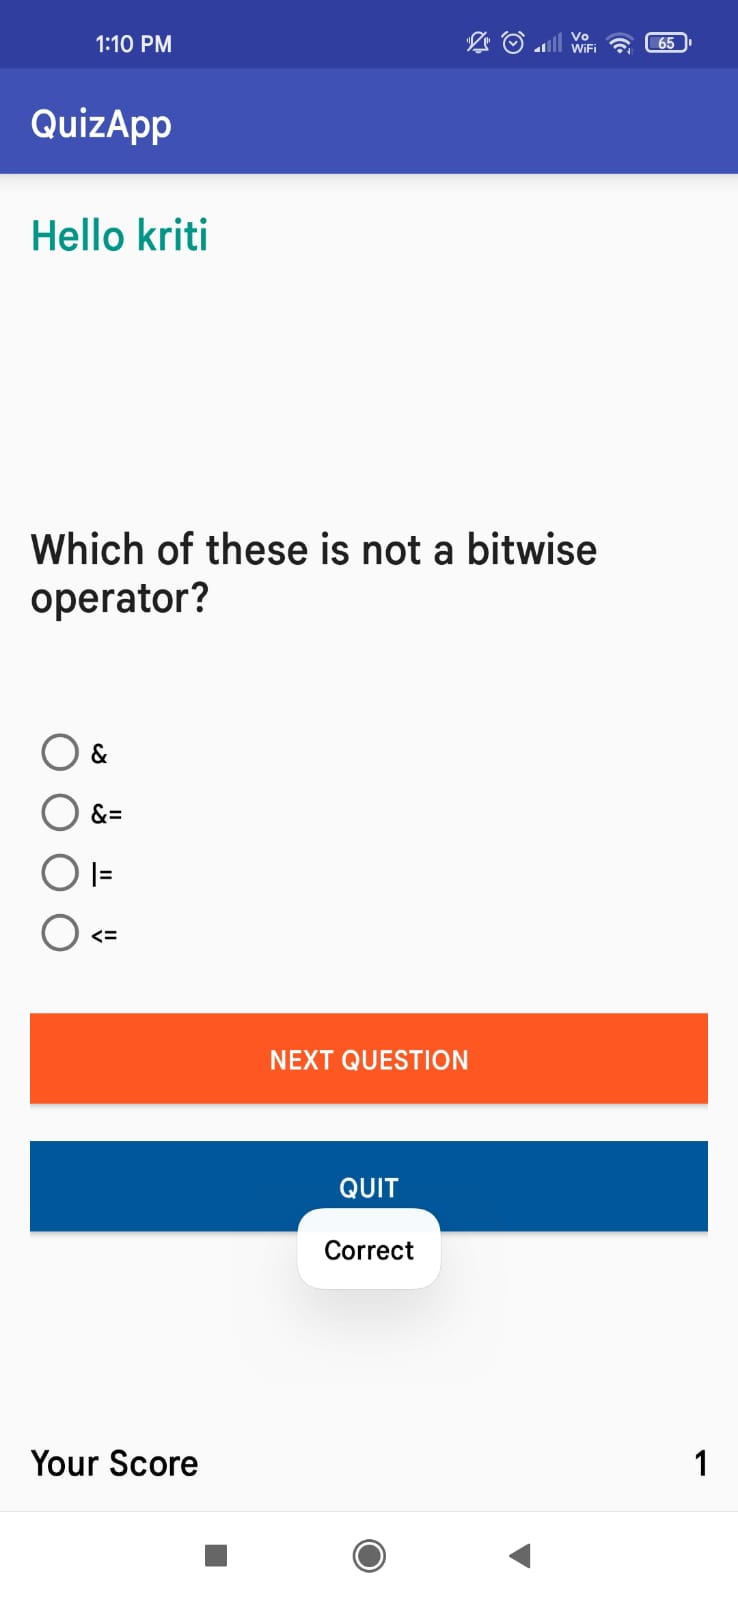 1:10 PM Vo WiFi 65
QuizApp
Hello kriti
Which of these is not a bitwise
operator?
&
&=
|=
<=
NEXT QUESTION
QUIT
Correct
Your Score 1